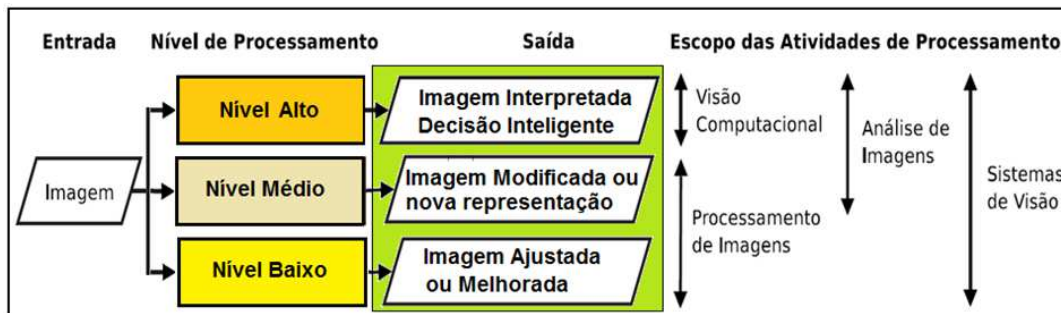 Entrada
Nível de Processamento
Saída
Escopo das Atividades de Processamento
Imagem
Nível Alto
Imagem Interpretada
Decisão Inteligente
Visão
Computacional
Nível Médio
Imagem Modificada ou
nova representação
Processamento
de Imagens
Nível Baixo
Imagem Ajustada
ou Melhorada
Análise de
Imagens
Sistemas
de Visão